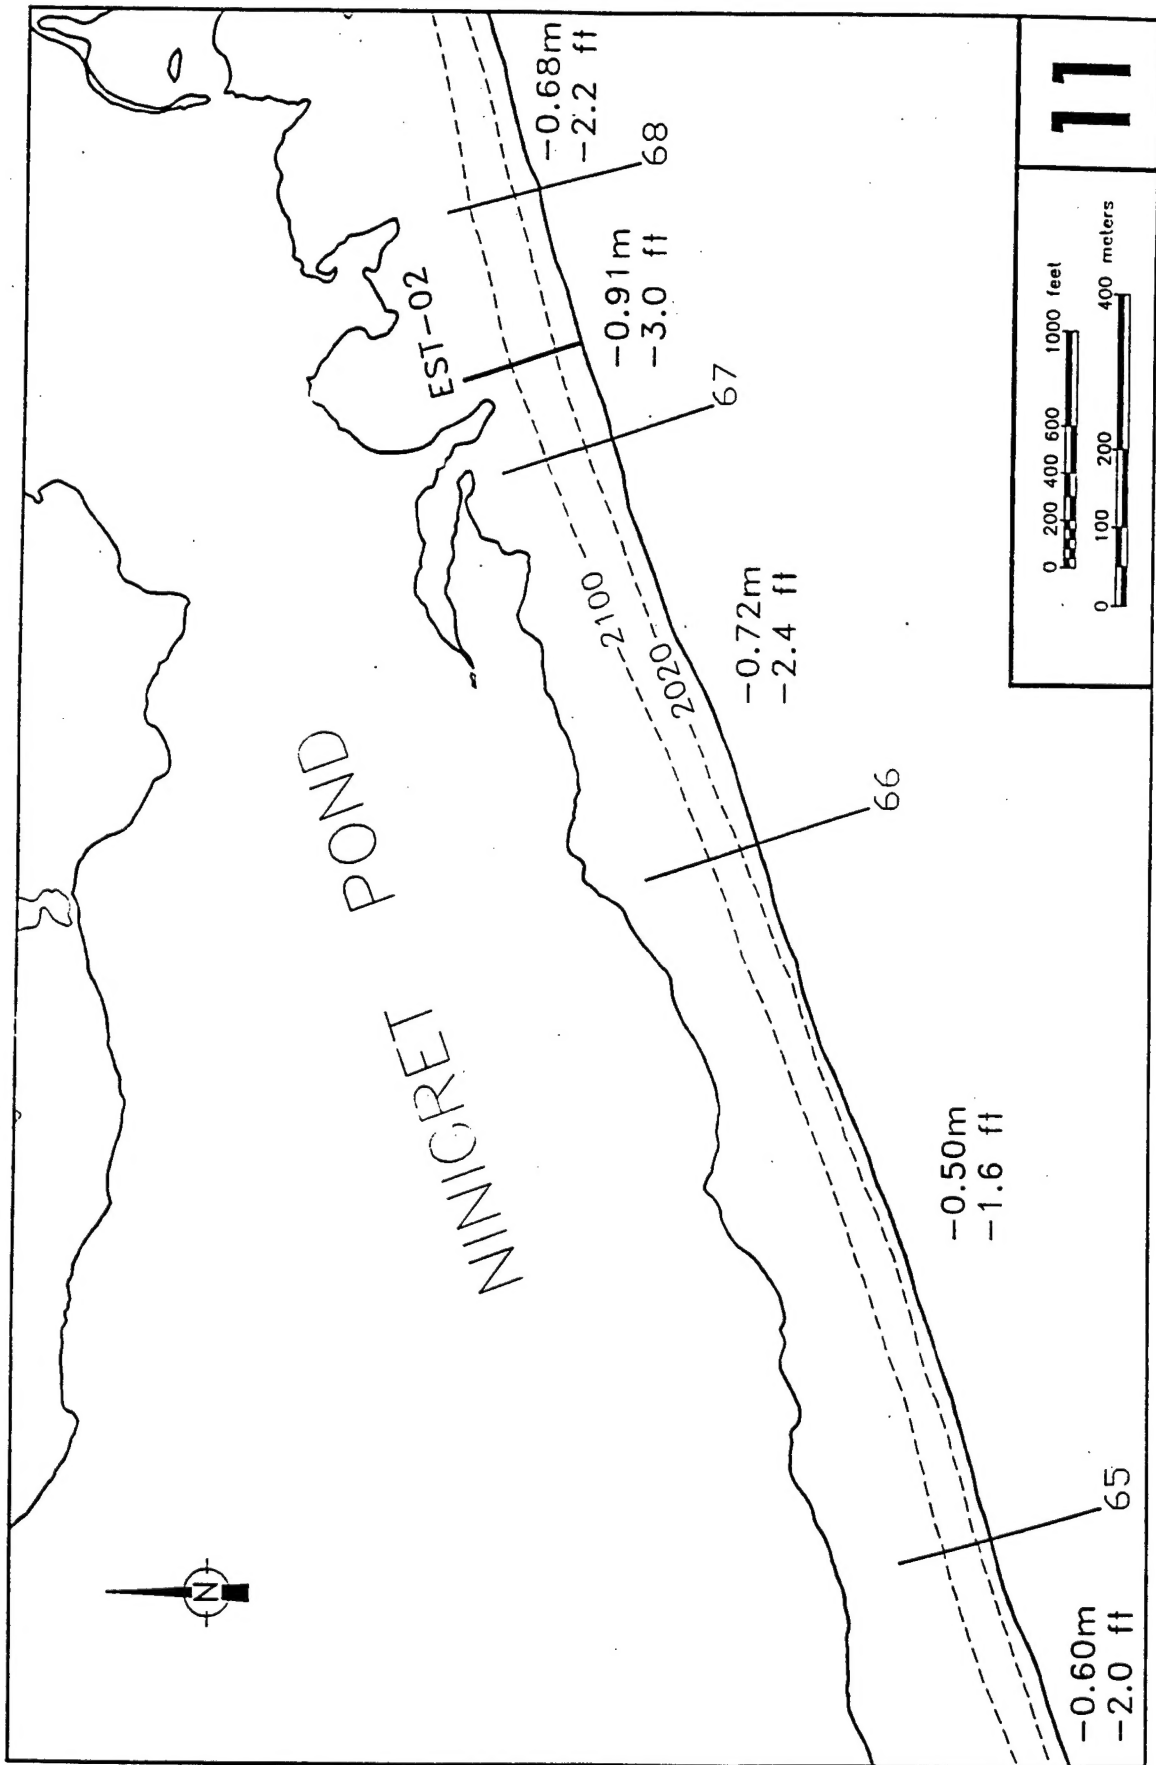 -0.68m
-2.2 ft
68
EST-02
-0.91m
-3.0 ft
67
2100
2020
-0.72m
-2.4 ft
NINIGRET POND
66
-0.50m
-1.6 ft
65
-0.60m
-2.0 ft
N
0 200 400 600 1000 feet
0 100 200 400 meters
11